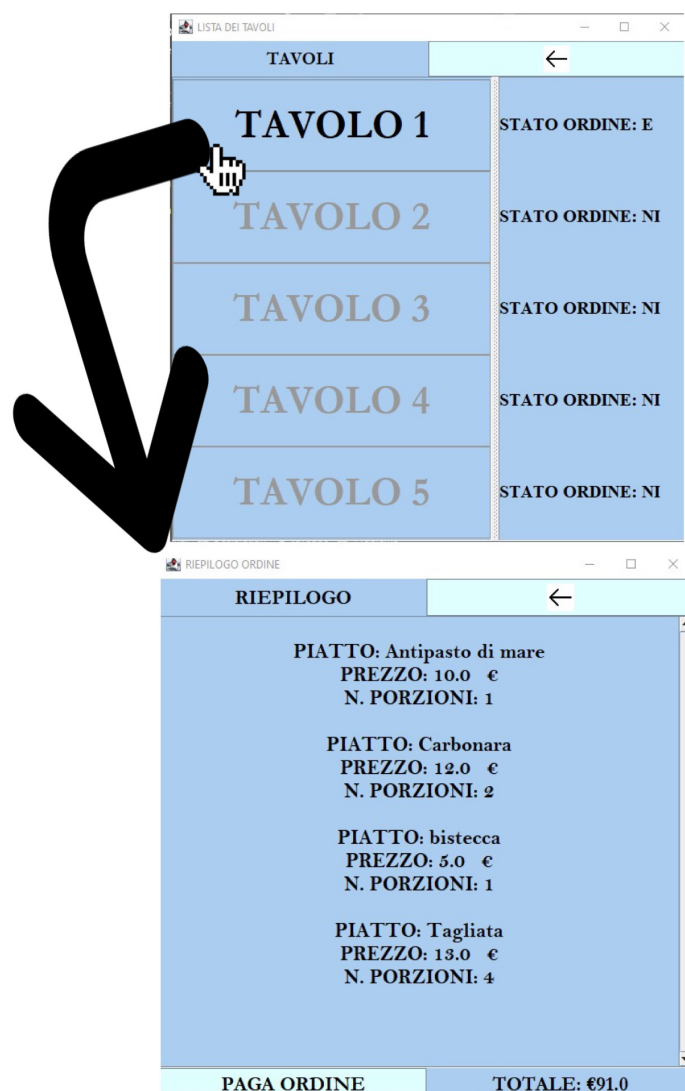 LISTA DEI TAVOLI
TAVOLI
TAVOLO 1 STATO ORDINE: E
TAVOLO 2 STATO ORDINE: NI
TAVOLO 3 STATO ORDINE: NI
TAVOLO 4 STATO ORDINE: NI
TAVOLO 5 STATO ORDINE: NI
RIEPILOGO ORDINE
RIEPILOGO
PIATTO: Antipasto di mare
PREZZO: 10.0 €
N. PORZIONI: 1
PIATTO: Carbonara
PREZZO: 12.0 €
N. PORZIONI: 2
PIATTO: bistecca
PREZZO: 5.0 €
N. PORZIONI: 1
PIATTO: Tagliata
PREZZO: 13.0 €
N. PORZIONI: 4
PAGA ORDINE TOTALE: €91.0